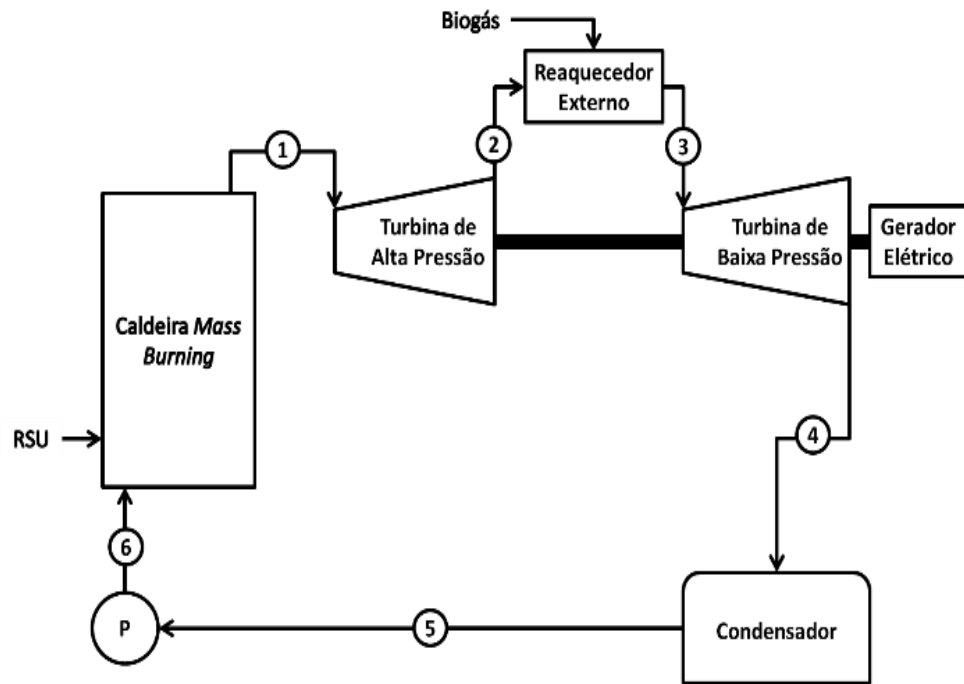 Biogás
Reaquecedor
Externo
1
2
3
Turbina de
Alta Pressão
Turbina de
Baixa Pressão
Gerador
Elétrico
Caldeira Mass
Burning
RSU
4
6
P
5
Condensador